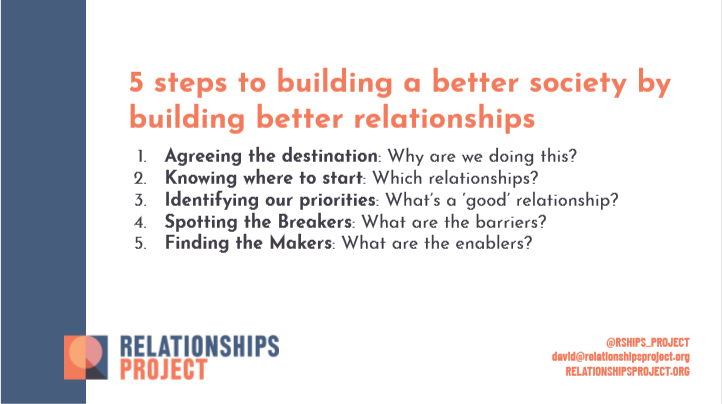 5 steps to building a better society by
building better relationships
1. Agreeing the destination: Why are we doing this?
2. Knowing where to start: Which relationships?
3. Identifying our priorities: What's a 'good' relationship?
4. Spotting the Breakers: What are the barriers?
5. Finding the Makers: What are the enablers?
RELATIONSHIPS
PROJECT
@RSHIPS_PROJECT
david@relationshipsproject.org
RELATIONSHIPSPROJECT.ORG